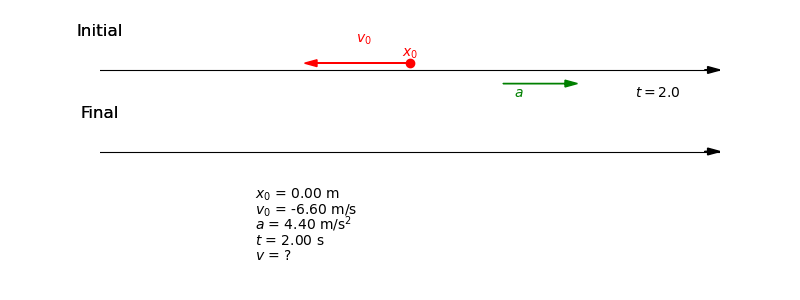 Initial
v₀
x₀
a
t = 2.0
Final
x₀ = 0.00 m
v₀ = -6.60 m/s
a = 4.40 m/s²
t = 2.00 s
v = ?